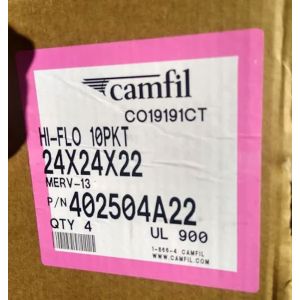 camfil
CO19191CT
HI-FLO 10PKT
24X24X22
MERV-13
P/N 402504A22
QTY 4 UL 900
1-866-4 CAMFIL
WWW.CAMFIL.COM